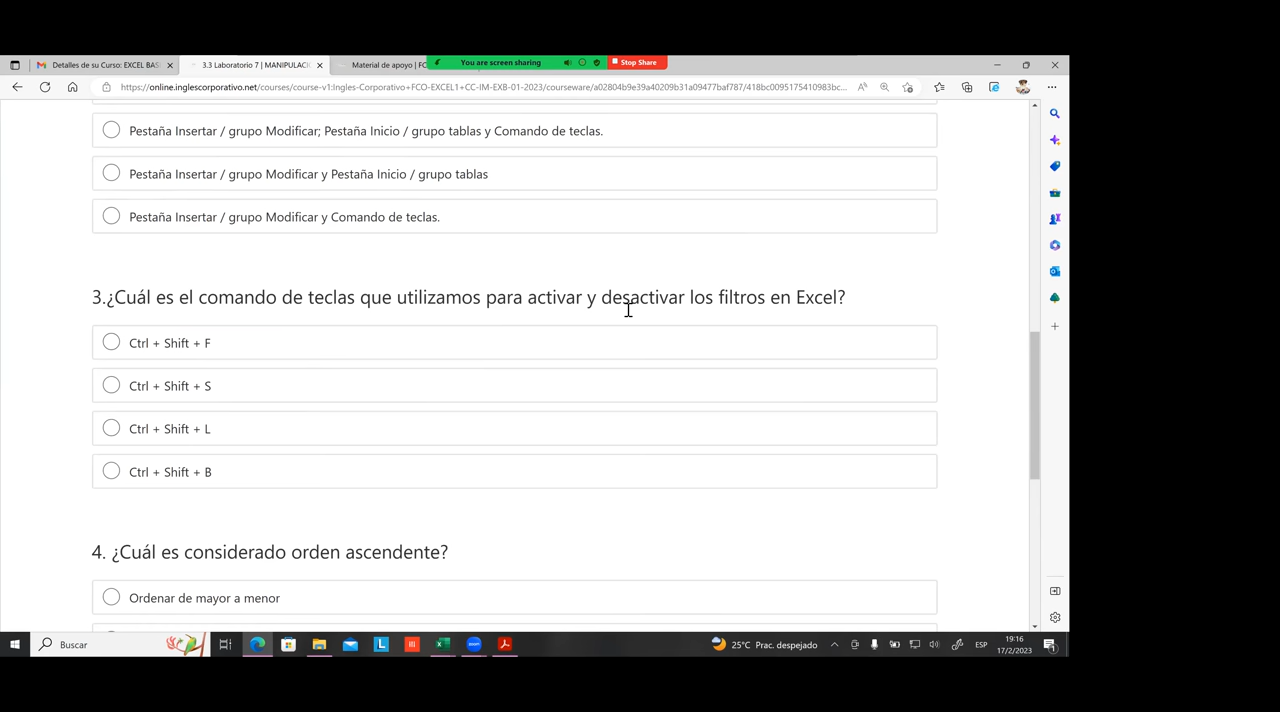 Detalles de su Curso: EXCEL BAS
3.3 Laboratorio 7 | MANIPULACI
Material de apoyo | FC
You are screen sharing
Stop Share
https://online.inglescorporativo.net/courses/course-v1:Ingles-Corporativo+FCO-EXCEL1+CC-IM-EXB-01-2023/courseware/a02804b9e39a40209b31a09477baf787/418bc0095175410983bc...
Pestaña Insertar / grupo Modificar; Pestaña Inicio / grupo tablas y Comando de teclas.
Pestaña Insertar / grupo Modificar y Pestaña Inicio / grupo tablas
Pestaña Insertar / grupo Modificar y Comando de teclas.
3.¿Cuál es el comando de teclas que utilizamos para activar y desactivar los filtros en Excel?
Ctrl + Shift + F
Ctrl + Shift + S
Ctrl + Shift + L
Ctrl + Shift + B
4. ¿Cuál es considerado orden ascendente?
Ordenar de mayor a menor
Buscar
25°C Prac. despejado
ESP
19:16
17/2/2023